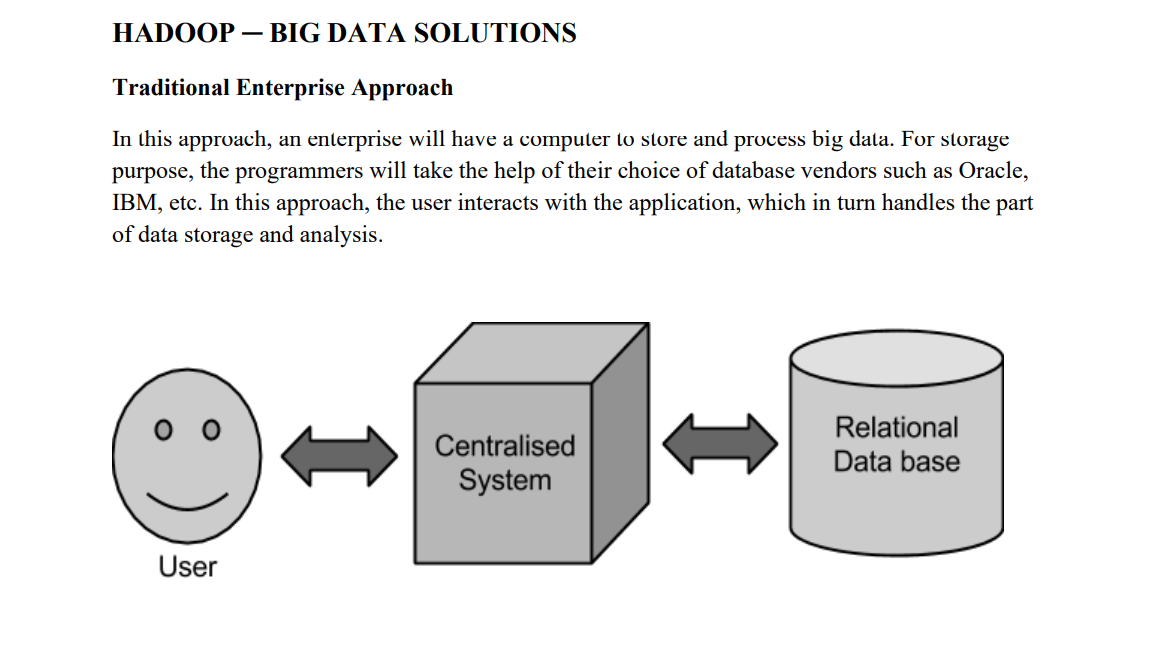 HADOOP — BIG DATA SOLUTIONS
Traditional Enterprise Approach
In this approach, an enterprise will have a computer to store and process big data. For storage
purpose, the programmers will take the help of their choice of database vendors such as Oracle,
IBM, etc. In this approach, the user interacts with the application, which in turn handles the part
of data storage and analysis.
Centralised
System
Relational
Data base
User